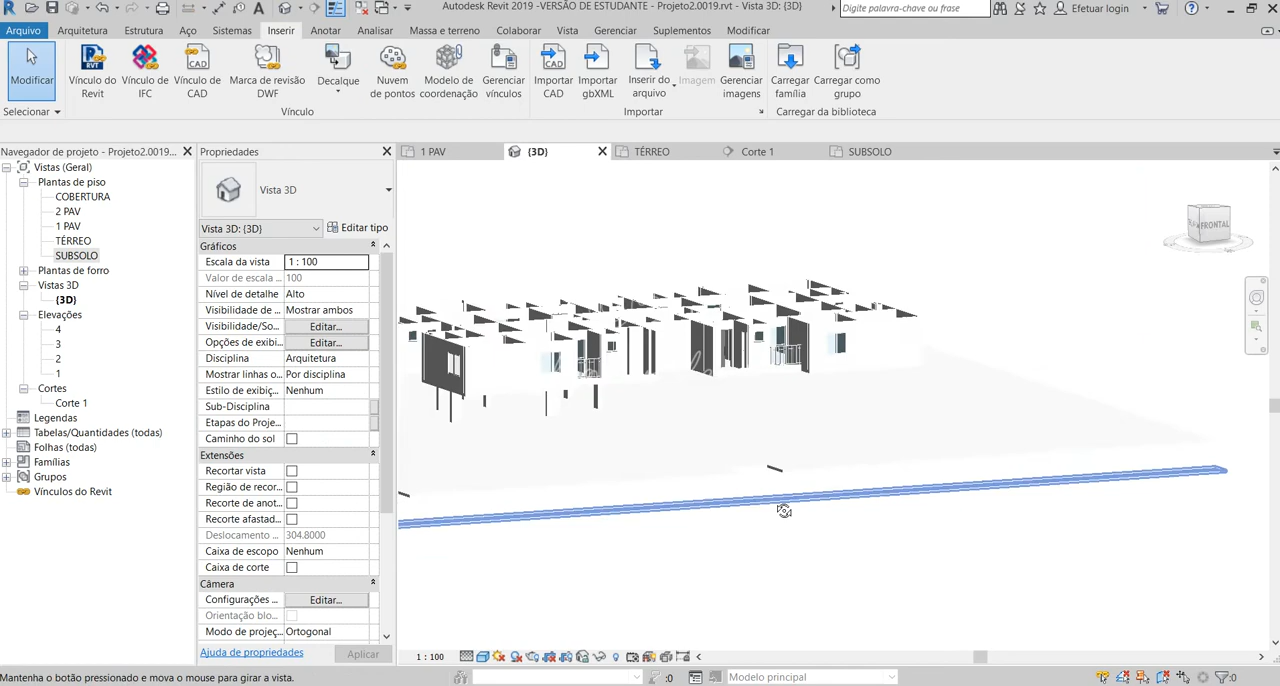 Autodesk Revit 2019 -VERSÃO DE ESTUDANTE - Projeto2.0019.rvt - Vista 3D: {3D}
Digite palavra-chave ou frase
Efetuar login
Arquivo Arquitetura Estrutura Aço Sistemas Inserir Anotar Analisar Massa e terreno Colaborar Vista Gerenciar Suplementos Modificar
Modificar
Vínculo do Revit
Vínculo de IFC
Vínculo de CAD
Marca de revisão DWF
Decalque
Nuvem de pontos
Modelo de coordenação
Gerenciar vínculos
Importar CAD
Importar gbXML
Inserir do arquivo
Imagem
Gerenciar imagens
Carregar família
Carregar como grupo
Selecionar
Vínculo
Importar
Carregar da biblioteca
Navegador de projeto - Projeto2.0019...
Vistas (Geral)
Plantas de piso
COBERTURA
2 PAV
1 PAV
TÉRREO
SUBSOLO
Plantas de forro
Vistas 3D
{3D}
Elevações
4
3
2
1
Cortes
Corte 1
Legendas
Tabelas/Quantidades (todas)
Folhas (todas)
Famílias
Grupos
Vínculos do Revit
Propriedades
Vista 3D
Vista 3D: {3D}
Editar tipo
Gráficos
Escala da vista 1 : 100
Valor de escala ... 100
Nível de detalhe Alto
Visibilidade de ... Mostrar ambos
Visibilidade/So... Editar...
Opções de exibi... Editar...
Disciplina Arquitetura
Mostrar linhas o... Por disciplina
Estilo de exibiç... Nenhum
Sub-Disciplina
Etapas do Proje...
Caminho do sol
Extensões
Recortar vista
Região de recor...
Recorte de anot...
Recorte afastad...
Deslocamento ... 304.8000
Caixa de escopo Nenhum
Caixa de corte
Câmera
Configurações ... Editar...
Orientação blo...
Modo de projeç... Ortogonal
Ajuda de propriedades
Aplicar
1 PAV
{3D}
TÉRREO
Corte 1
SUBSOLO
FRONTAL
1 : 100
Mantenha o botão pressionado e mova o mouse para girar a vista.
:0
Modelo principal
:0